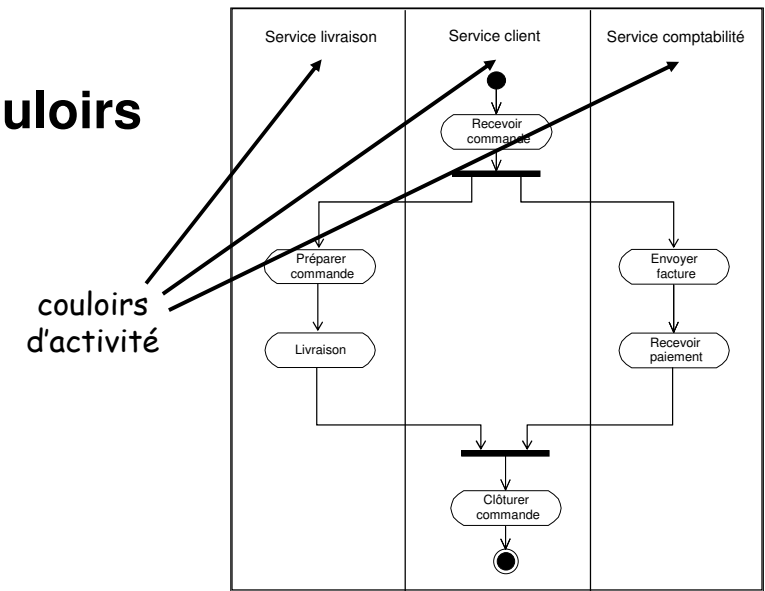 Service livraison
Service client
Service comptabilité
uloirs
Recevoir
commande
Préparer
commande
Envoyer
facture
couloirs
d'activité
Livraison
Recevoir
paiement
Clôturer
commande